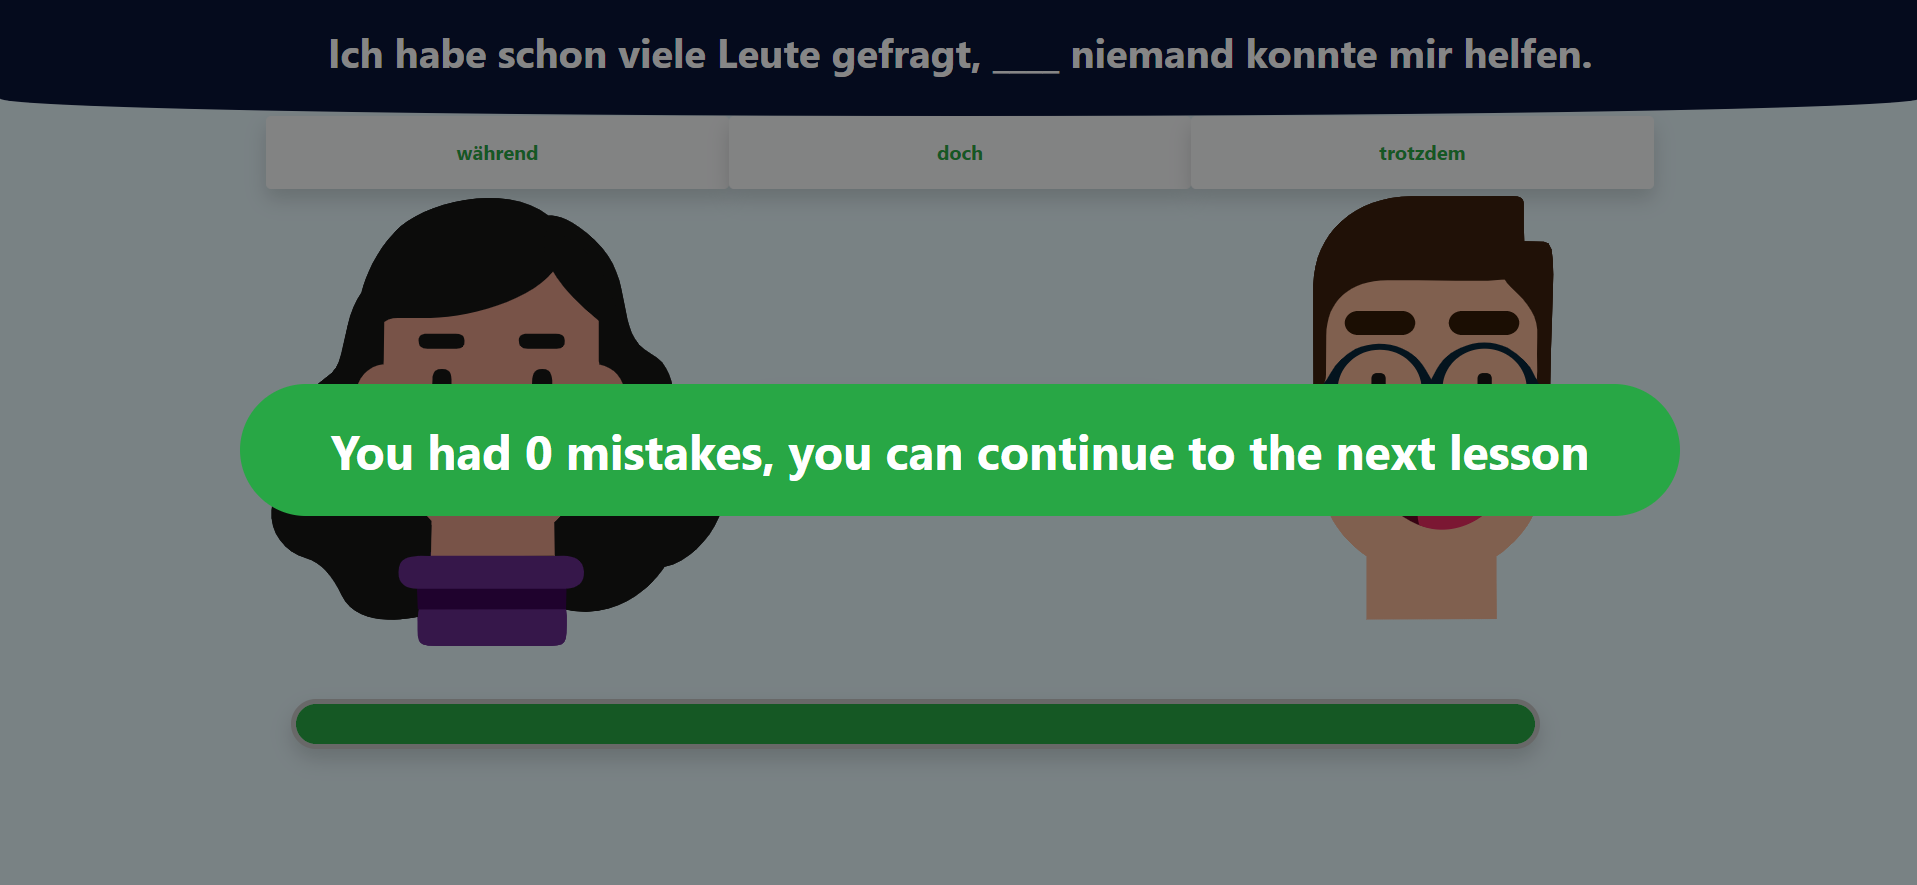 Ich habe schon viele Leute gefragt, ____ niemand konnte mir helfen.
während
doch
trotzdem
You had 0 mistakes, you can continue to the next lesson